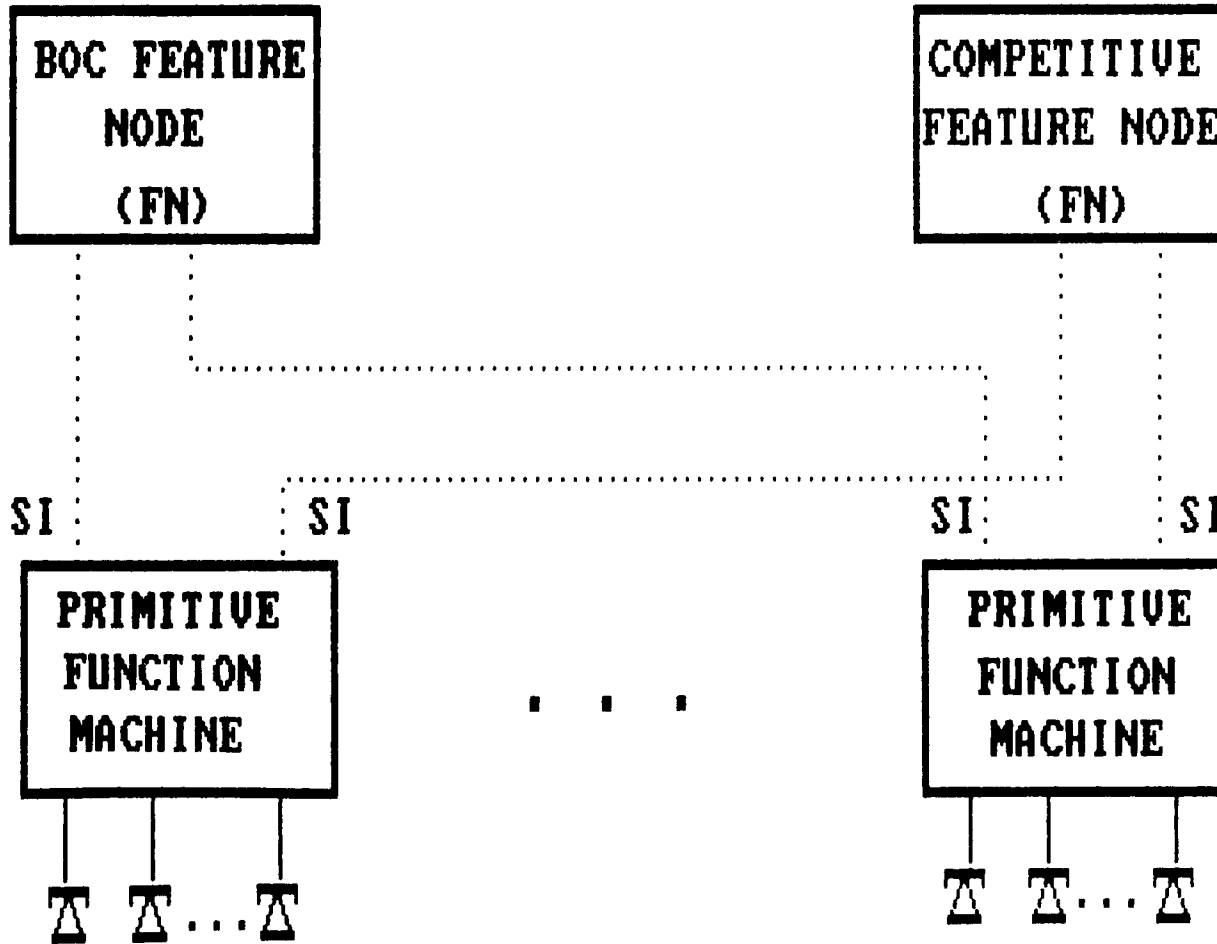 BOC FEATURE
NODE
(FN)
COMPETITIVE
FEATURE NODE
(FN)
SI
SI
SI
SI
PRIMITIVE
FUNCTION
MACHINE
. . .
PRIMITIVE
FUNCTION
MACHINE
...
...